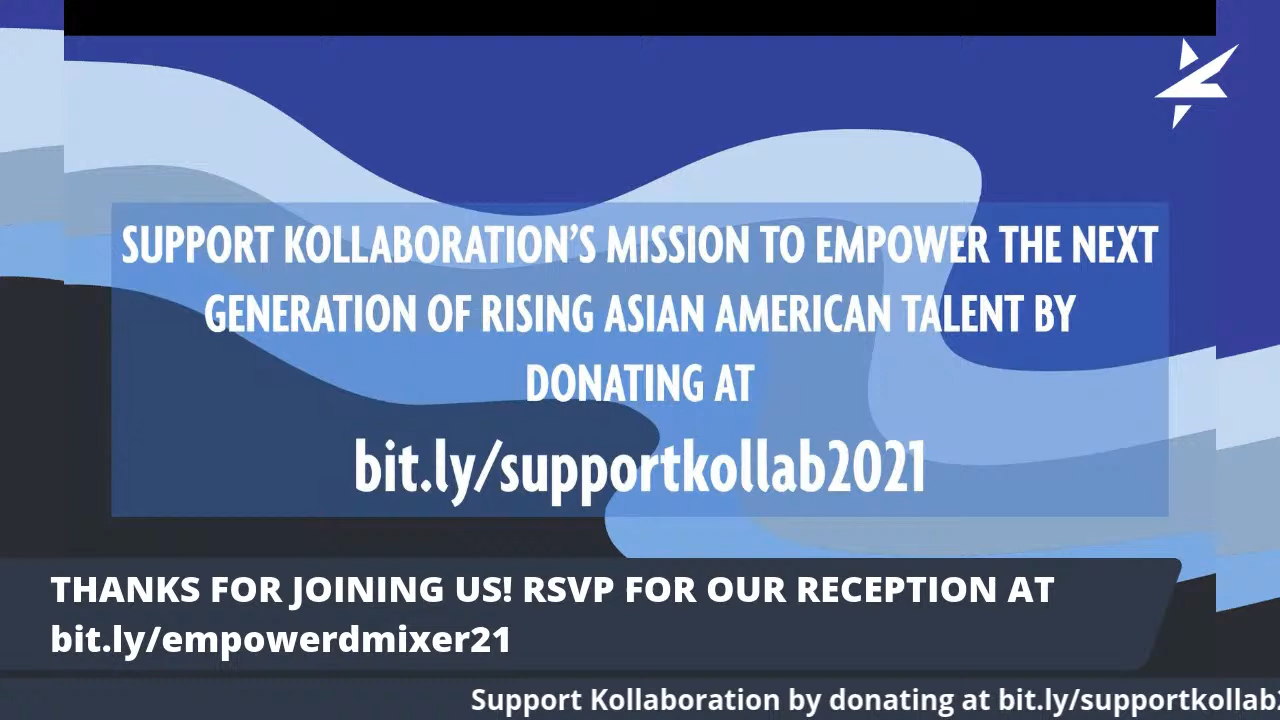 SUPPORT KOLLABORATION’S MISSION TO EMPOWER THE NEXT
GENERATION OF RISING ASIAN AMERICAN TALENT BY
DONATING AT
bit.ly/supportkollab2021
THANKS FOR JOINING US! RSVP FOR OUR RECEPTION AT
bit.ly/empowerdmixer21
Support Kollaboration by donating at bit.ly/supportkollab